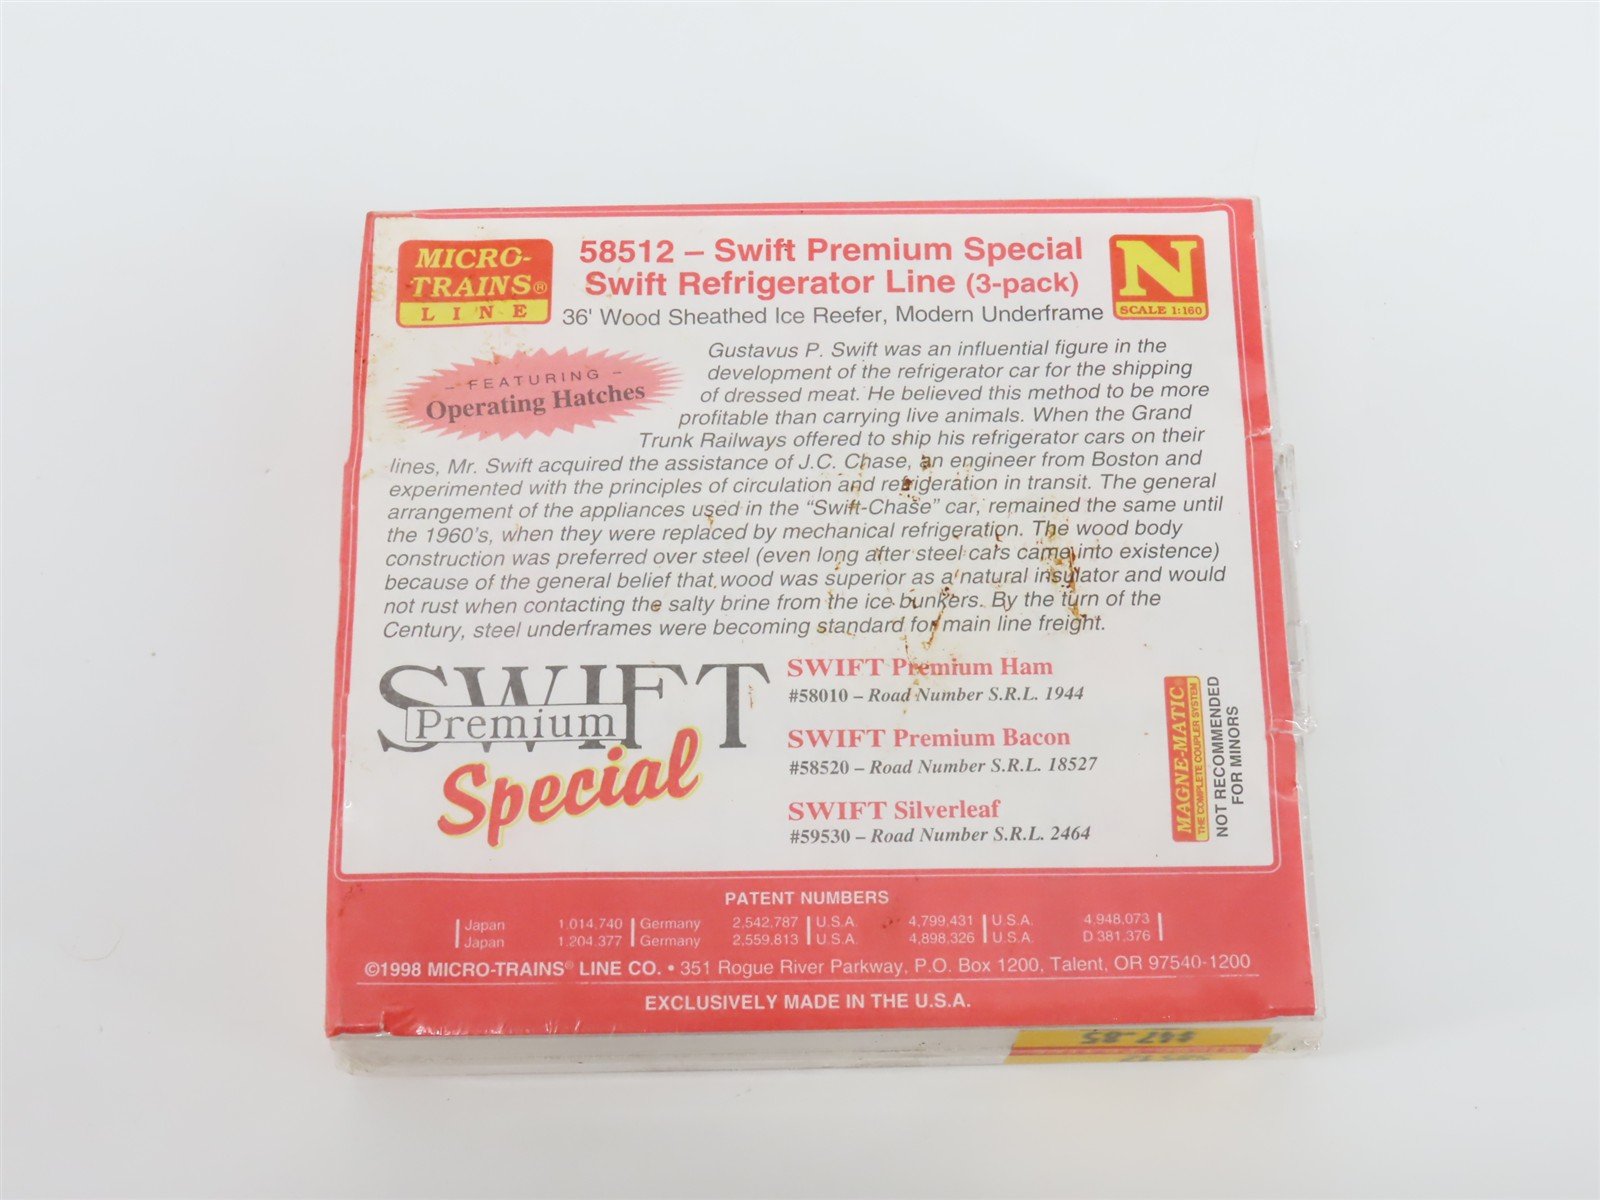 MICRO-
TRAINS®
LINE
58512 – Swift Premium Special
Swift Refrigerator Line (3-pack)
36' Wood Sheathed Ice Reefer, Modern Underframe
N
SCALE 1:160
– FEATURING –
Operating Hatches
Gustavus P. Swift was an influential figure in the
development of the refrigerator car for the shipping
of dressed meat. He believed this method to be more
profitable than carrying live animals. When the Grand
Trunk Railways offered to ship his refrigerator cars on their
lines, Mr. Swift acquired the assistance of J.C. Chase, an engineer from Boston and
experimented with the principles of circulation and refrigeration in transit. The general
arrangement of the appliances used in the “Swift-Chase” car, remained the same until
the 1960's, when they were replaced by mechanical refrigeration. The wood body
construction was preferred over steel (even long after steel cars came into existence)
because of the general belief that wood was superior as a natural insulator and would
not rust when contacting the salty brine from the ice bunkers. By the turn of the
Century, steel underframes were becoming standard for main line freight.
SWIFT
Premium
Special
SWIFT Premium Ham
#58010 – Road Number S.R.L. 1944
SWIFT Premium Bacon
#58520 – Road Number S.R.L. 18527
SWIFT Silverleaf
#59530 – Road Number S.R.L. 2464
MAGNE-MATIC
THE COMPLETE COUPLER SYSTEM
NOT RECOMMENDED
FOR MINORS
PATENT NUMBERS
Japan 1.014,740 Germany 2,542,787 U.S.A. 4,799,431 U.S.A. 4,948,073
Japan 1.204.377 Germany 2,559,813 U.S.A. 4,898,326 U.S.A. D 381,376
©1998 MICRO-TRAINS® LINE CO. • 351 Rogue River Parkway, P.O. Box 1200, Talent, OR 97540-1200
EXCLUSIVELY MADE IN THE U.S.A.
$47.85